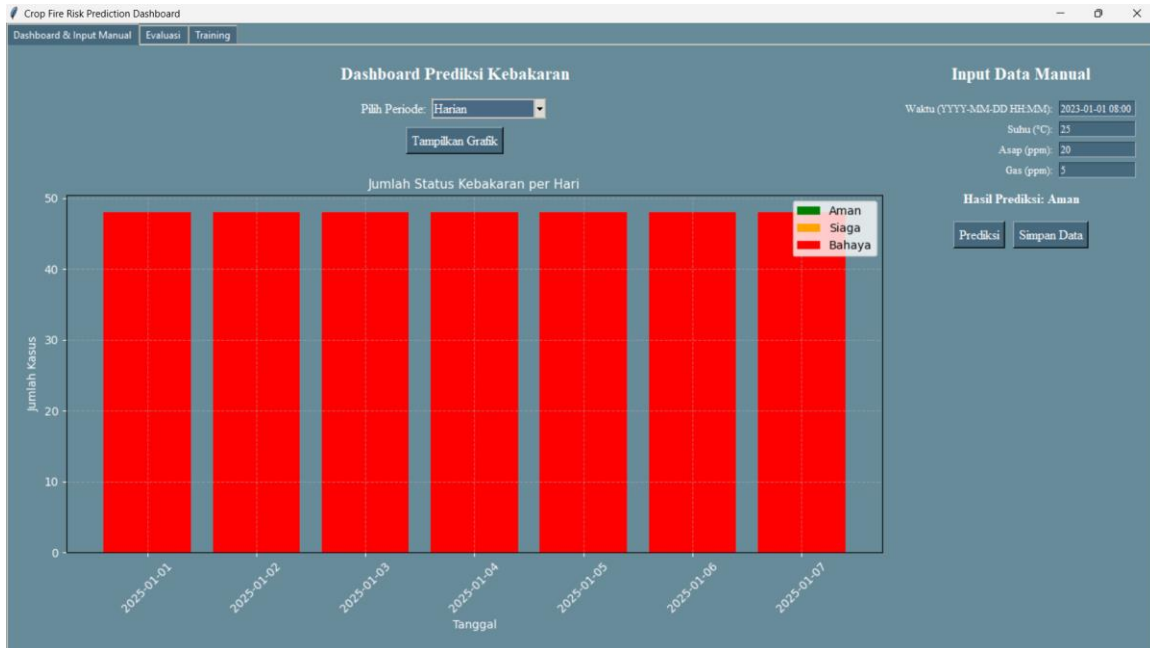 Crop Fire Risk Prediction Dashboard
Dashboard & Input Manual Evaluasi Training
Dashboard Prediksi Kebakaran
Pilih Periode: Harian
Tampilkan Grafik
Jumlah Status Kebakaran per Hari
Aman
Siaga
Bahaya
50
40
30
20
10
0
Jumlah Kasus
2025-01-01 2025-01-02 2025-01-03 2025-01-04 2025-01-05 2025-01-06 2025-01-07
Tanggal
Input Data Manual
Waktu (YYYY-MM-DD HH:MM): 2023-01-01 08:00
Suhu (°C): 25
Asap (ppm): 20
Gas (ppm): 5
Hasil Prediksi: Aman
Prediksi Simpan Data